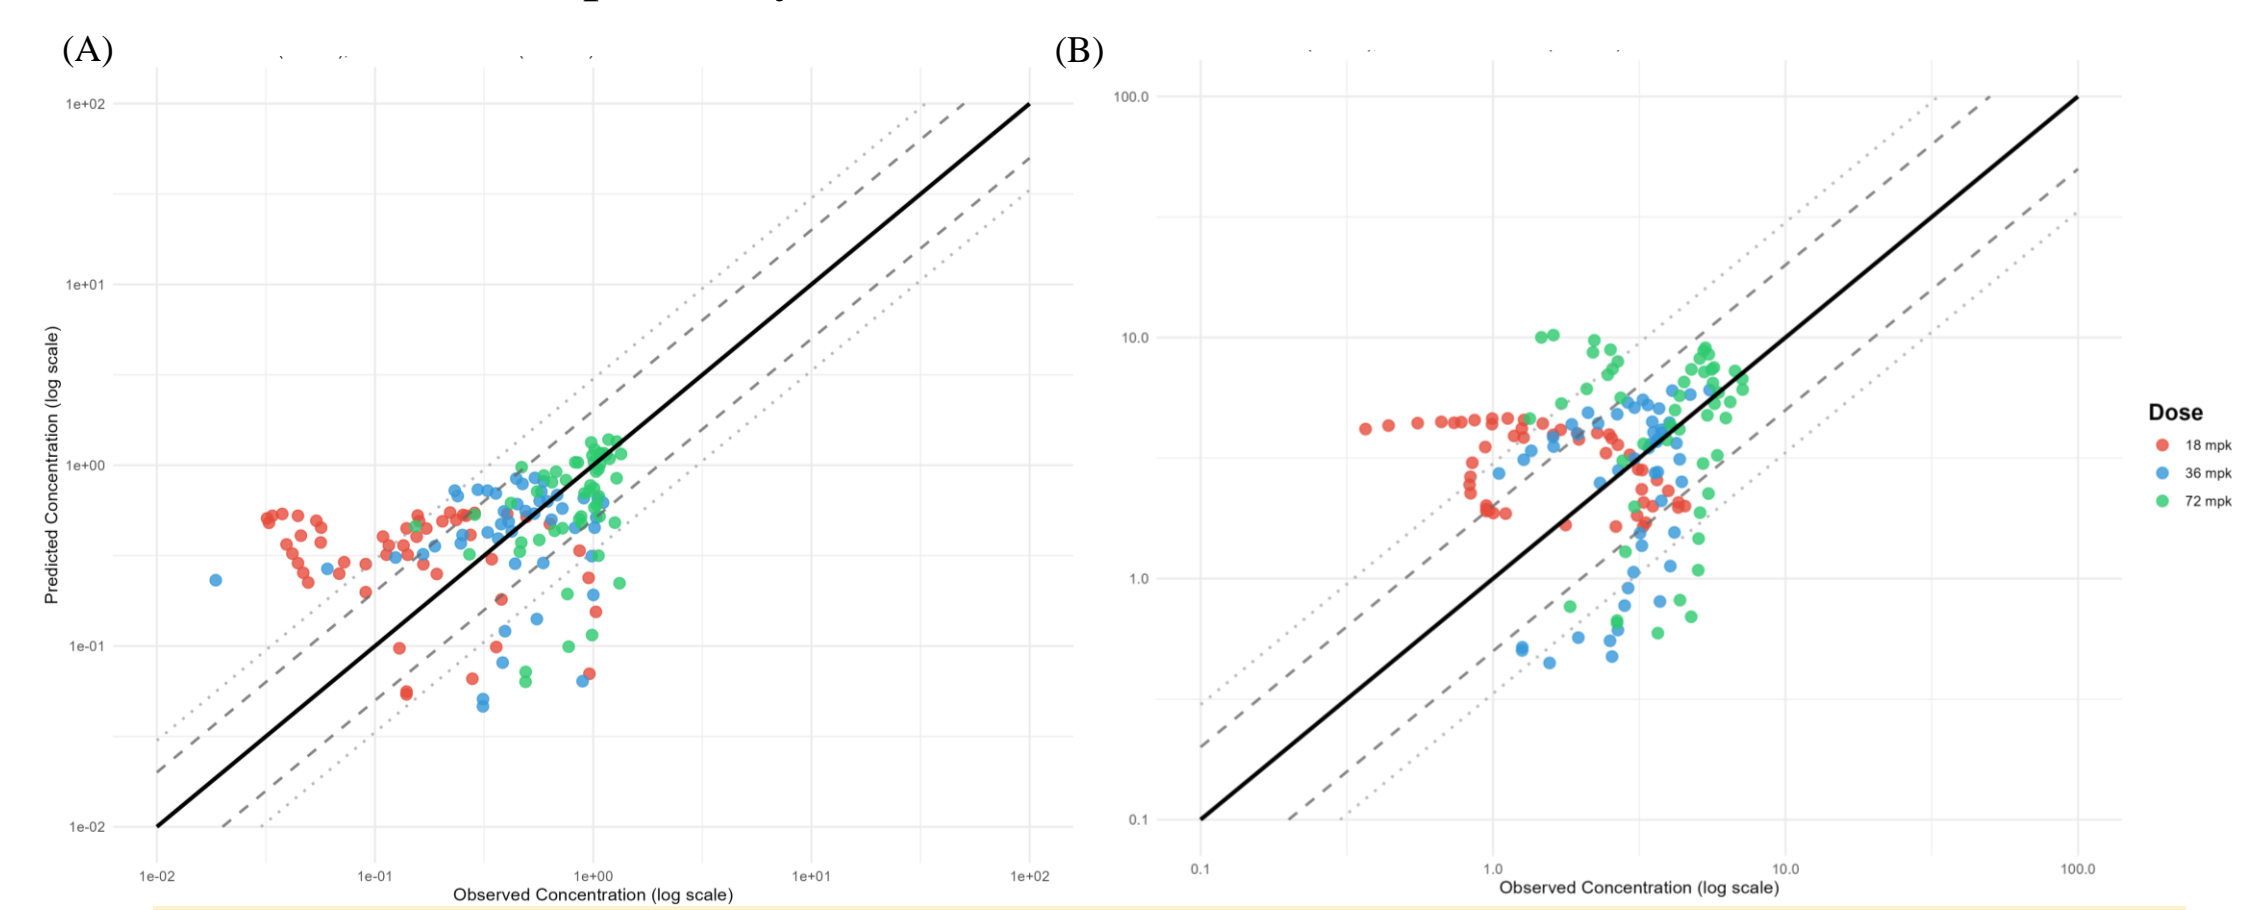 (A)
(B)
1e+02
1e+01
1e+00
1e-01
1e-02
Predicted Concentration (log scale)
1e-02 1e-01 1e+00 1e+01 1e+02
Observed Concentration (log scale)
100.0
10.0
1.0
0.1
0.1 1.0 10.0 100.0
Observed Concentration (log scale)
Dose
18 mpk
36 mpk
72 mpk